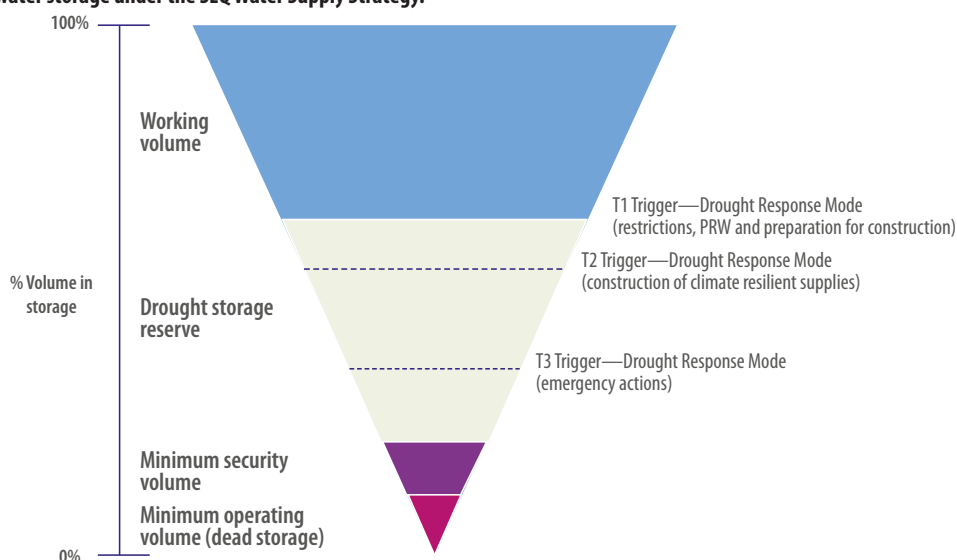 water storage under the SEQ Water Supply Strategy.
100%
Working
volume
T1 Trigger—Drought Response Mode
(restrictions, PRW and preparation for construction)
T2 Trigger—Drought Response Mode
(construction of climate resilient supplies)
% Volume in
storage
Drought storage
reserve
T3 Trigger—Drought Response Mode
(emergency actions)
Minimum security
volume
Minimum operating
volume (dead storage)
0%